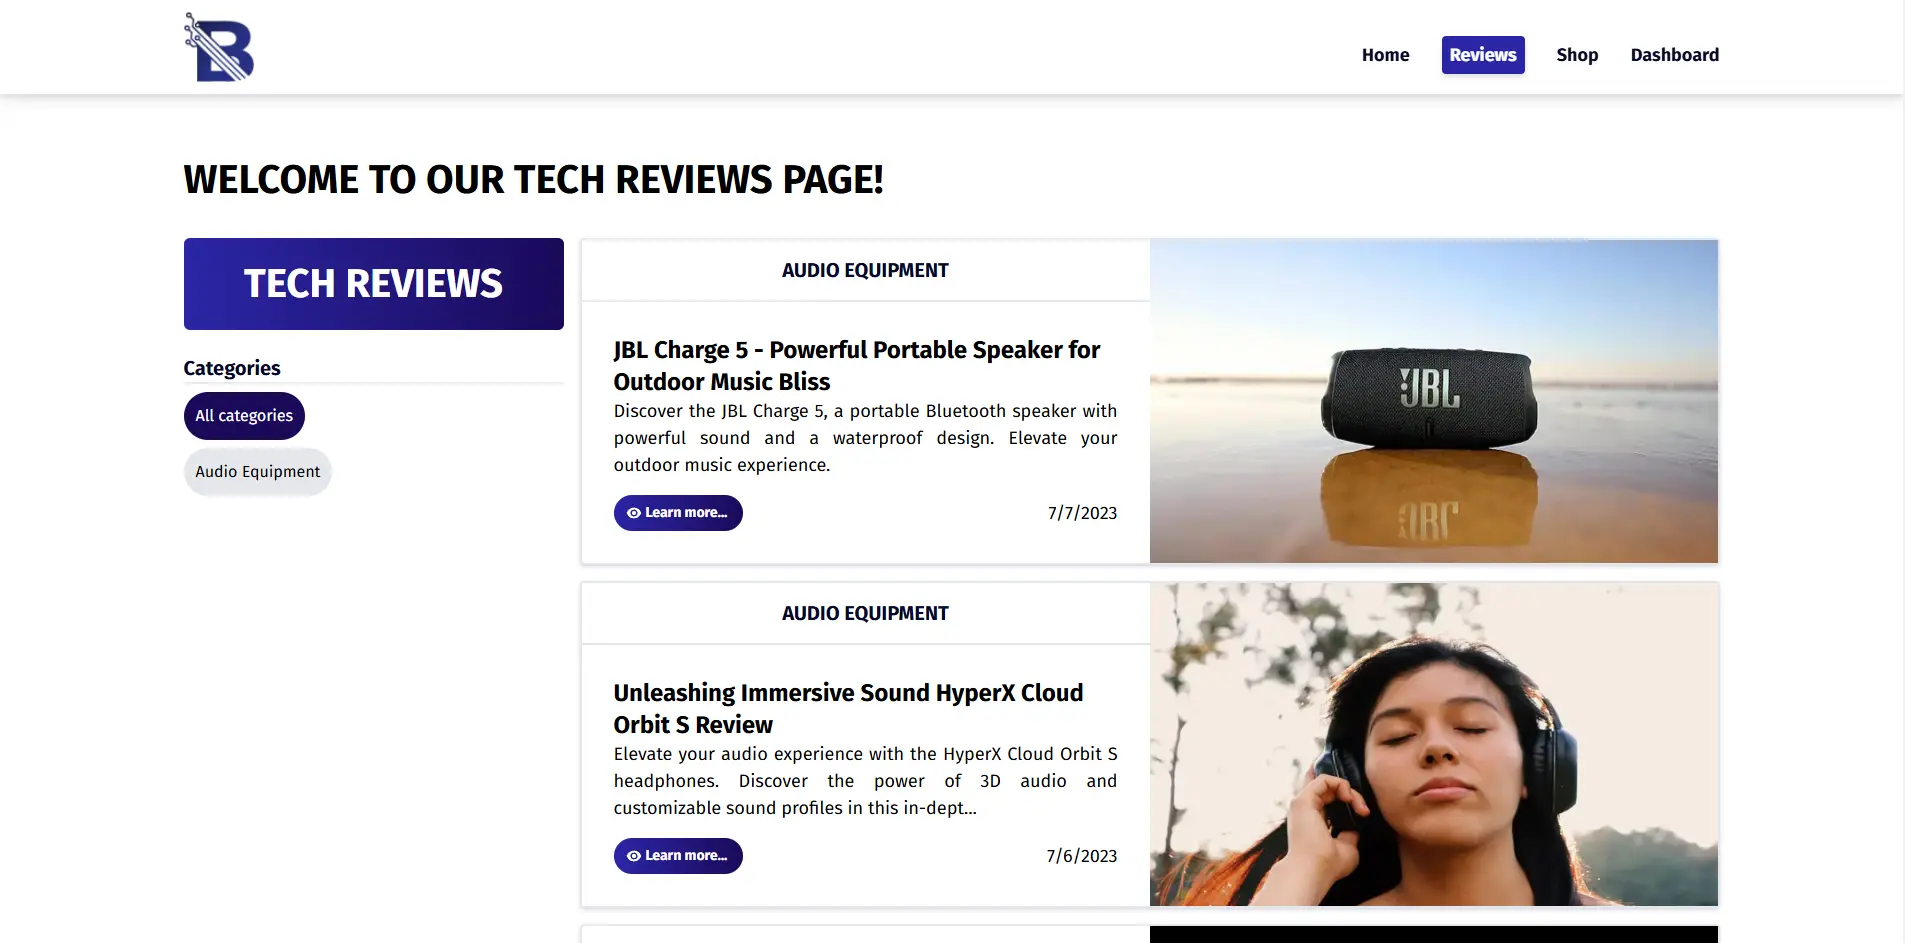 B
Home
Reviews
Shop
Dashboard
WELCOME TO OUR TECH REVIEWS PAGE!
TECH REVIEWS
Categories
All categories
Audio Equipment
AUDIO EQUIPMENT
JBL Charge 5 - Powerful Portable Speaker for
Outdoor Music Bliss
Discover the JBL Charge 5, a portable Bluetooth speaker with
powerful sound and a waterproof design. Elevate your
outdoor music experience.
Learn more...
7/7/2023
JBL
AUDIO EQUIPMENT
Unleashing Immersive Sound HyperX Cloud
Orbit S Review
Elevate your audio experience with the HyperX Cloud Orbit S
headphones. Discover the power of 3D audio and
customizable sound profiles in this in-dept...
Learn more...
7/6/2023